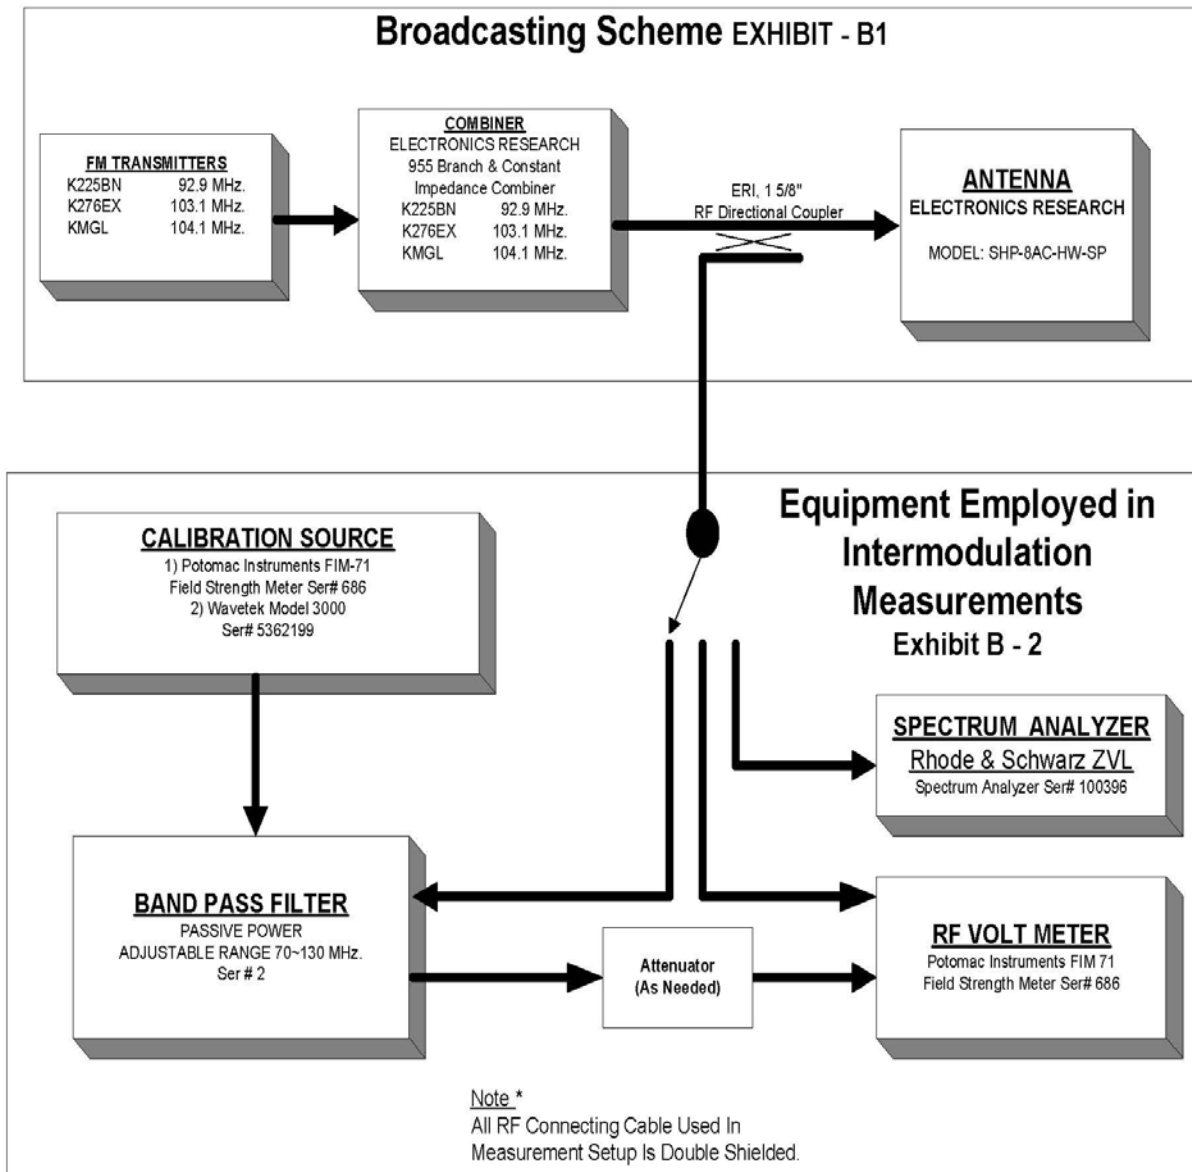 Broadcasting Scheme EXHIBIT - B1
FM TRANSMITTERS
K225BN 92.9 MHz.
K276EX 103.1 MHz.
KMGL 104.1 MHz.
COMBINER
ELECTRONICS RESEARCH
955 Branch & Constant
Impedance Combiner
K225BN 92.9 MHz.
K276EX 103.1 MHz.
KMGL 104.1 MHz.
ERI, 1 5/8"
RF Directional Coupler
ANTENNA
ELECTRONICS RESEARCH
MODEL: SHP-8AC-HW-SP
Equipment Employed in
Intermodulation
Measurements
Exhibit B - 2
CALIBRATION SOURCE
1) Potomac Instruments FIM-71
Field Strength Meter Ser# 686
2) Wavetek Model 3000
Ser# 5362199
SPECTRUM ANALYZER
Rhode & Schwarz ZVL
Spectrum Analyzer Ser# 100396
BAND PASS FILTER
PASSIVE POWER
ADJUSTABLE RANGE 70~130 MHz.
Ser # 2
Attenuator
(As Needed)
RF VOLT METER
Potomac Instruments FIM 71
Field Strength Meter Ser# 686
Note *
All RF Connecting Cable Used In
Measurement Setup Is Double Shielded.